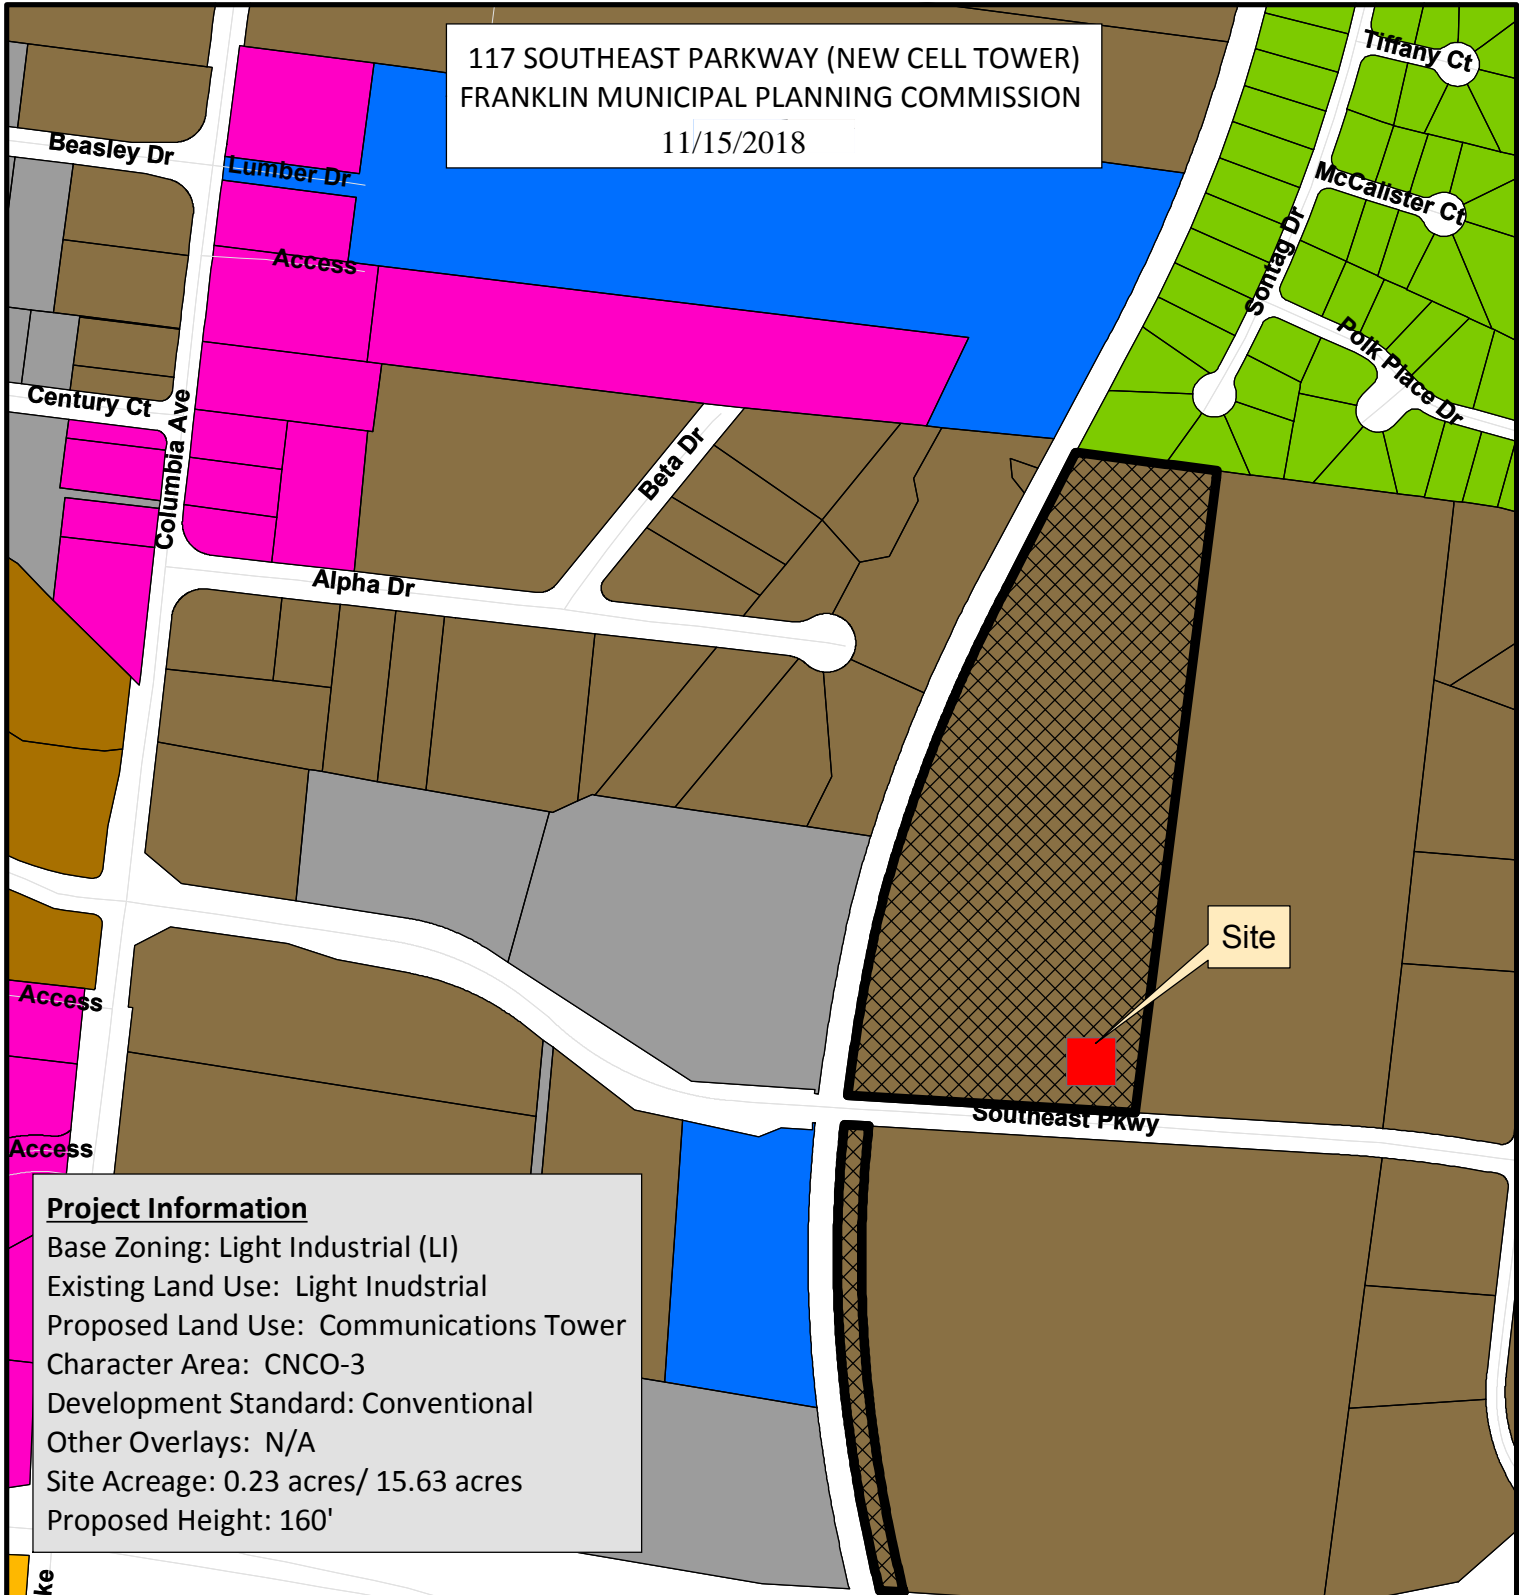 117 SOUTHEAST PARKWAY (NEW CELL TOWER)
FRANKLIN MUNICIPAL PLANNING COMMISSION
11/15/2018
Tiffany Ct
Beasley Dr
Lumber Dr
McCalister Ct
Access
Sontag Dr
Polk Place Dr
Century Ct
Columbia Ave
Beta Dr
Alpha Dr
Site
Access
Southeast Pkwy
Access
Project Information
Base Zoning: Light Industrial (LI)
Existing Land Use: Light Inudstrial
Proposed Land Use: Communications Tower
Character Area: CNCO-3
Development Standard: Conventional
Other Overlays: N/A
Site Acreage: 0.23 acres/ 15.63 acres
Proposed Height: 160'
ke